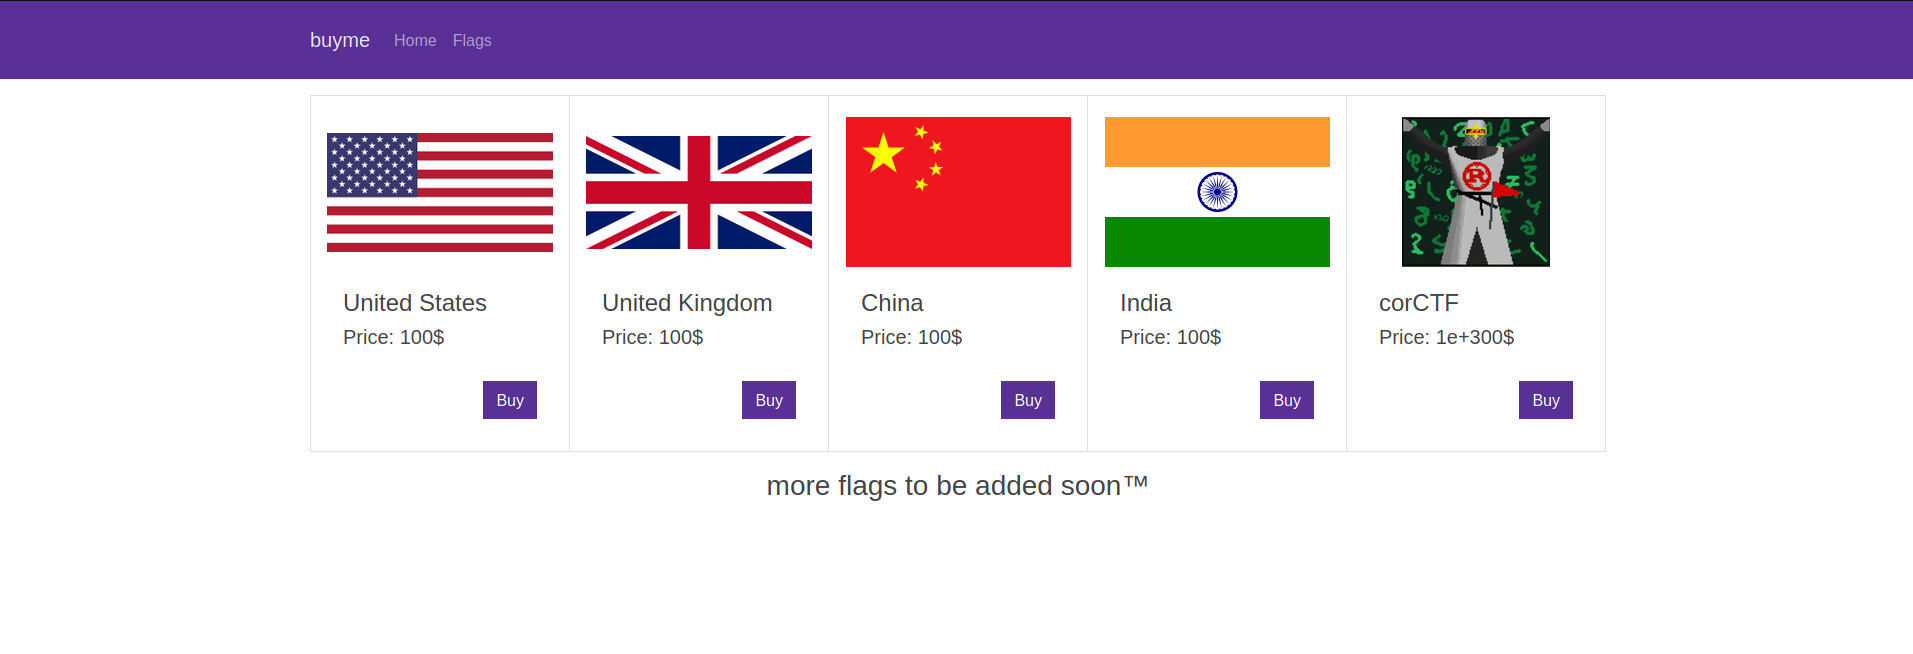 buyme Home Flags
United States
Price: 100$
Buy
United Kingdom
Price: 100$
Buy
China
Price: 100$
Buy
India
Price: 100$
Buy
corCTF
Price: 1e+300$
Buy
more flags to be added soon™